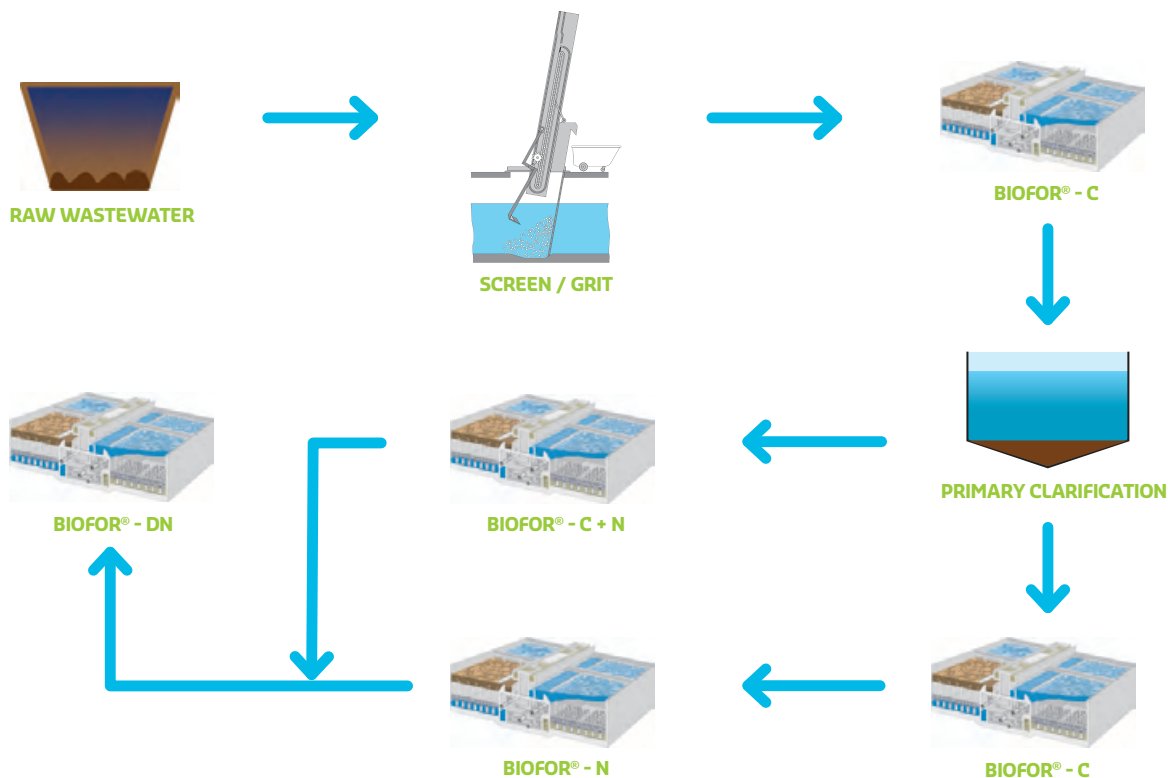 RAW WASTEWATER
SCREEN / GRIT
BIOFOR® - C
BIOFOR® - DN
BIOFOR® - C + N
PRIMARY CLARIFICATION
BIOFOR® - N
BIOFOR® - C